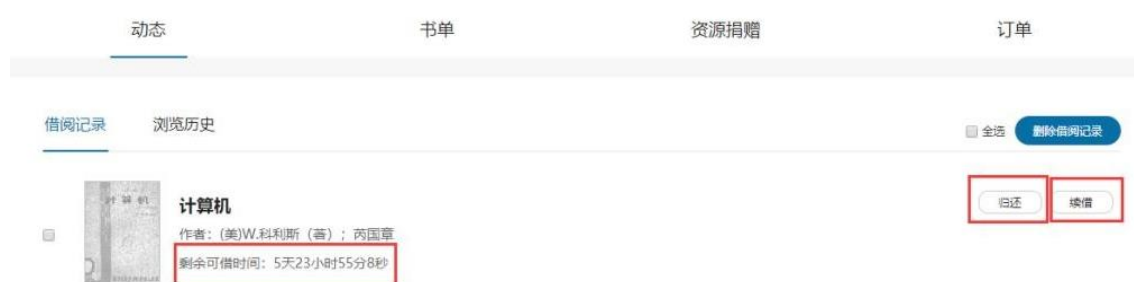 动态 书单 资源捐赠 订单
借阅记录 浏览历史 全选 删除借阅记录
计算机 归还 续借
作者：(美)W.科利斯（著）；芮国章
剩余可借时间：5天23小时55分8秒
计算机